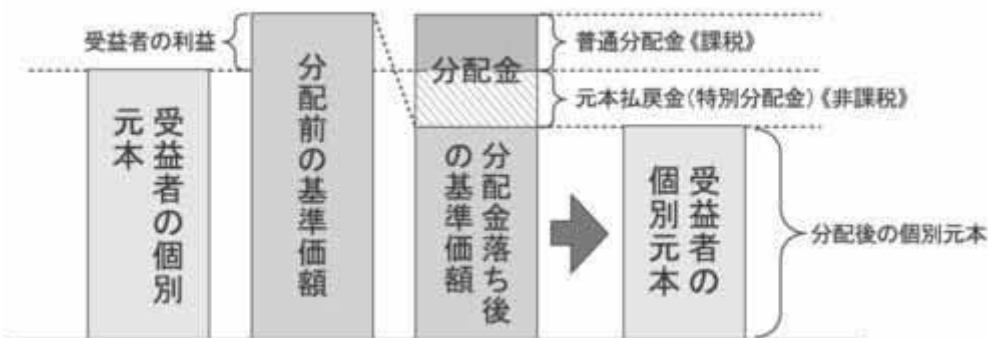 受益者の利益
受益者の個別
元本
分配前の基準価額
分配金
分配金落ち後
の基準価額
普通分配金《課税》
元本払戻金(特別分配金)《非課税》
受益者の
個別元本
分配後の個別元本